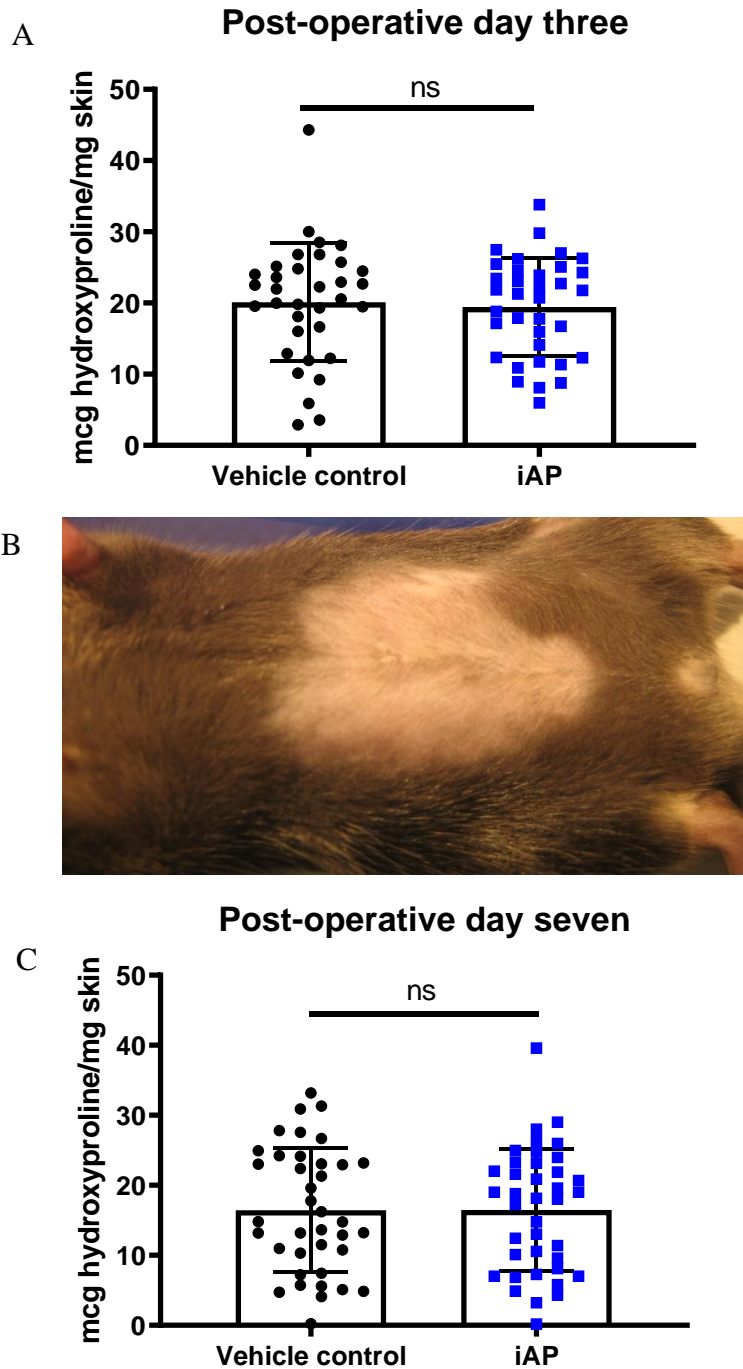 A
Post-operative day three
mcg hydroxyproline/mg skin
50
40
30
20
10
0
ns
Vehicle control
iAP
B
Post-operative day seven
C
mcg hydroxyproline/mg skin
50
40
30
20
10
0
ns
Vehicle control
iAP